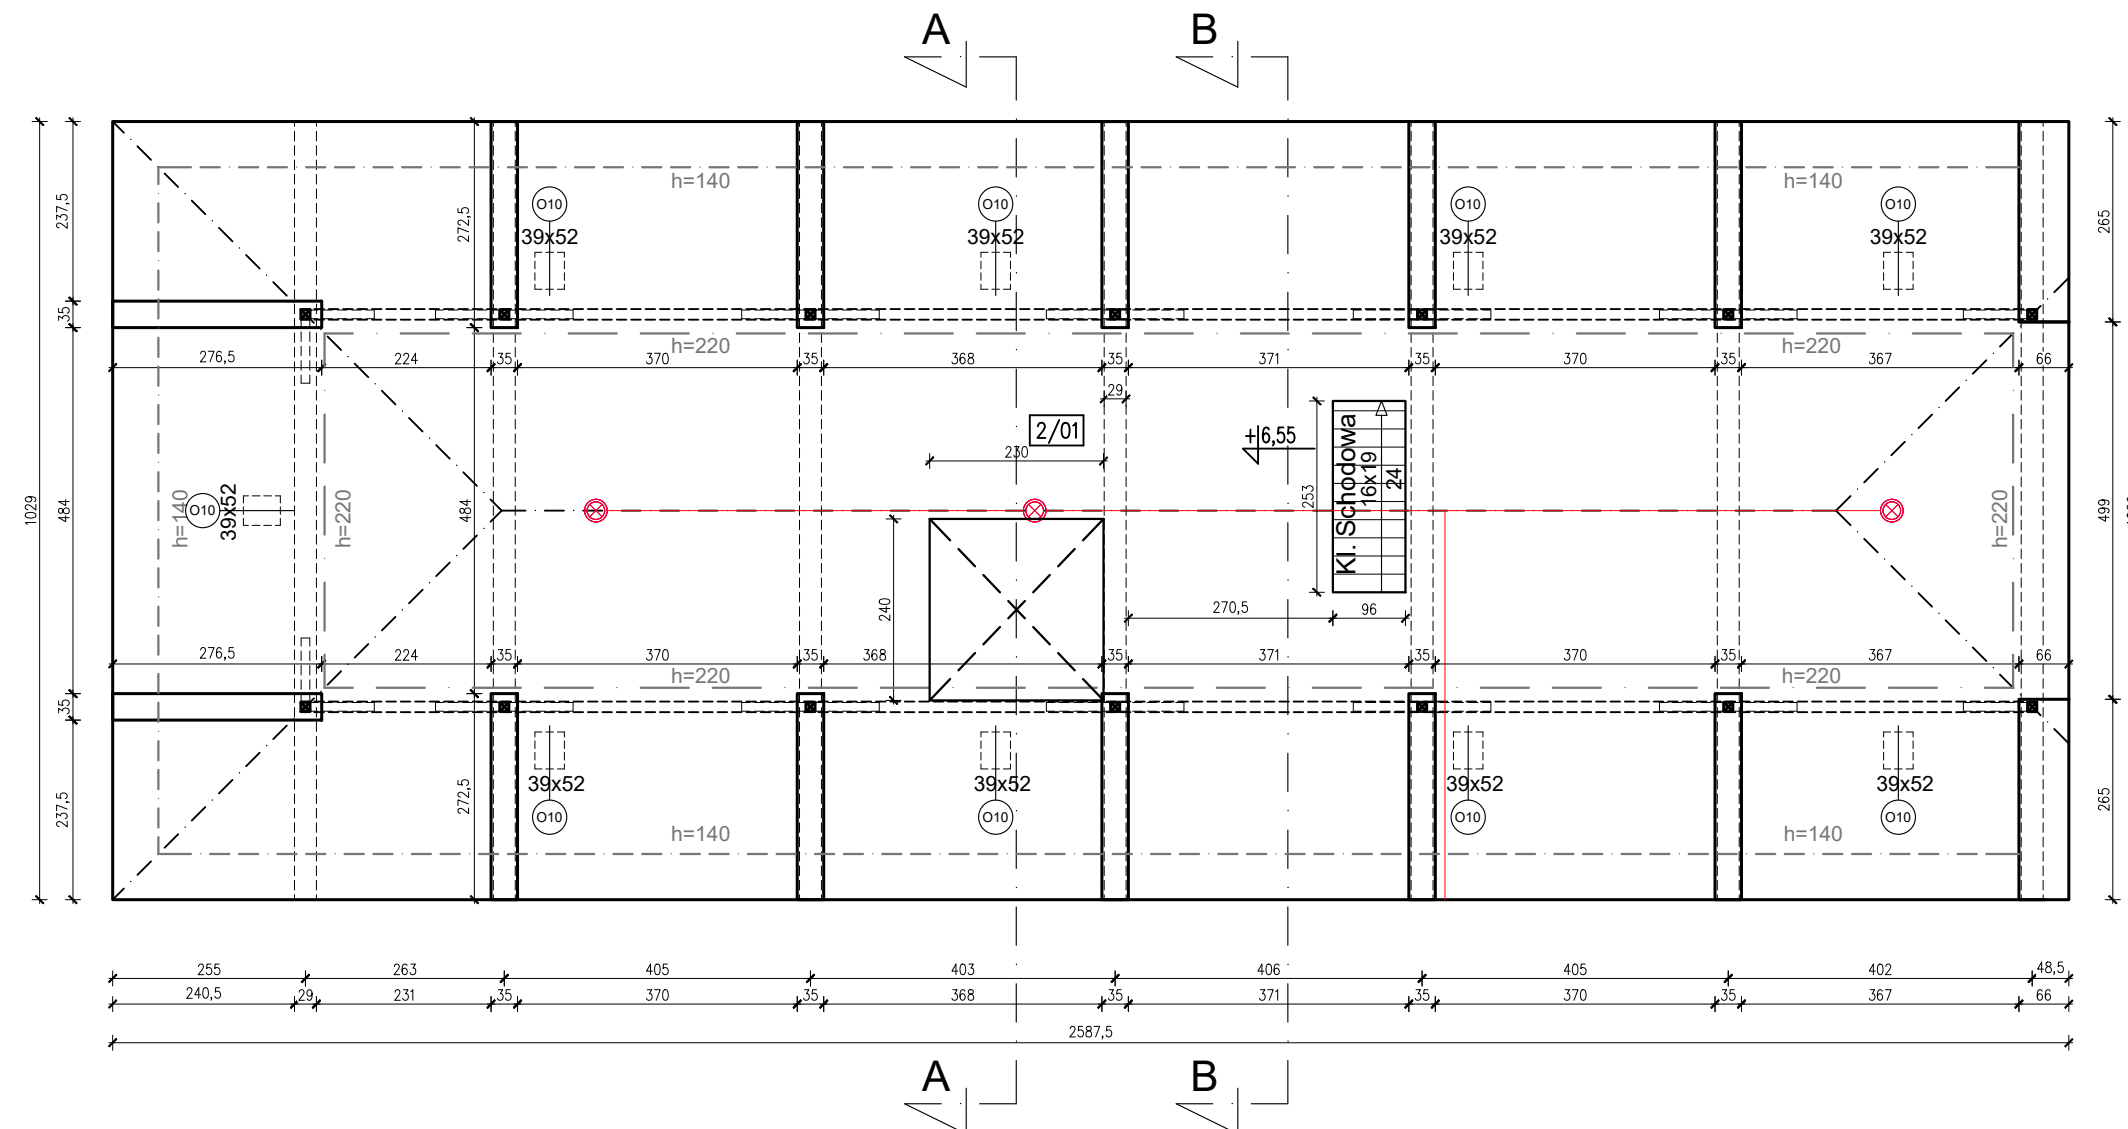 A B
h=140 h=140
O10 O10 O10 O10
39x52 39x52 39x52 39x52
237,5 272,5 265
35
h=220 h=220
276,5 224 35 370 35 368 35 371 35 370 35 367 66
29
2/01
+6,55
230
Kl. Schodowa
16x19
24
253
1029 484 484 499
h=140
O10
39x52
h=220
h=220
240
270,5 96
276,5 224 35 370 35 368 35 371 35 370 35 367 66
h=220 h=220
35
39x52 39x52 39x52 39x52
O10 O10 O10 O10
237,5 272,5 265
h=140 h=140
255 263 405 403 406 405 402 48,5
240,5 29 231 35 370 35 368 35 371 35 370 35 367 66
2587,5
A B